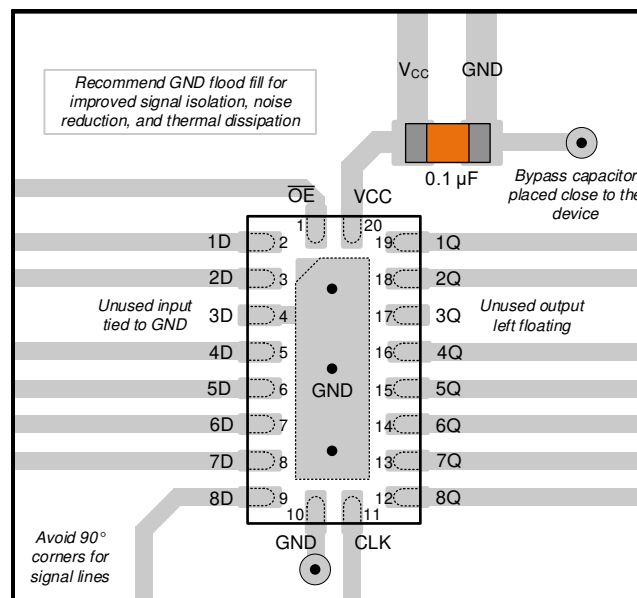 Recommend GND flood fill for
improved signal isolation, noise
reduction, and thermal dissipation
V_CC GND
0.1 µF
Bypass capacitor
placed close to the
device
O̅E̅ VCC
1 20
1D 2 19 1Q
2D 3 18 2Q
Unused input
tied to GND
3D 4 17 3Q
Unused output
left floating
4D 5 16 4Q
5D 6 GND 15 5Q
6D 7 14 6Q
7D 8 13 7Q
8D 9 12 8Q
10 11
GND CLK
Avoid 90°
corners for
signal lines